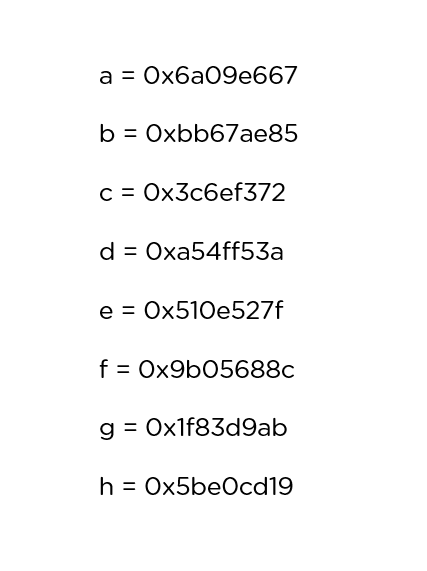 a = 0x6a09e667
b = 0xbb67ae85
c = 0x3c6ef372
d = 0xa54ff53a
e = 0x510e527f
f = 0x9b05688c
g = 0x1f83d9ab
h = 0x5be0cd19